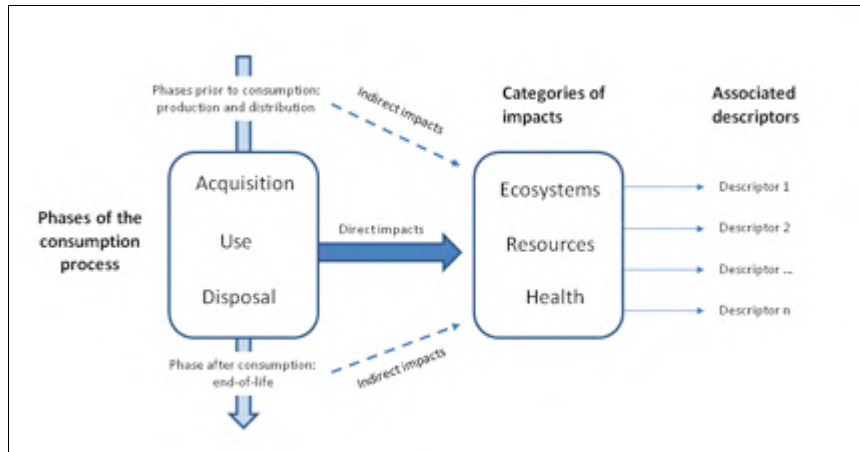 Phases prior to consumption:
production and distribution
Indirect impacts
Categories of
impacts
Associated
descriptors
Phases of the
consumption
process
Acquisition
Use
Disposal
Direct impacts
Ecosystems
Resources
Health
Descriptor 1
Descriptor 2
Descriptor ...
Descriptor n
Phase after consumption:
end-of-life
Indirect impacts